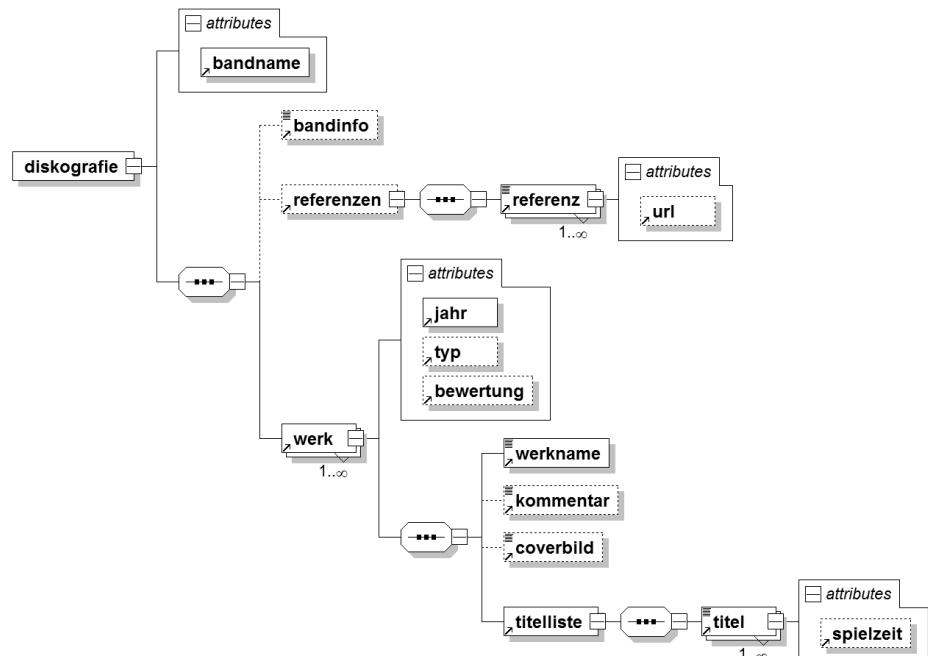 attributes
bandname
bandinfo
diskografie
attributes
referenzen
referenz
url
1..∞
attributes
jahr
typ
bewertung
werk
1..∞
werkname
kommentar
coverbild
attributes
titelliste
titel
spielzeit
1..∞